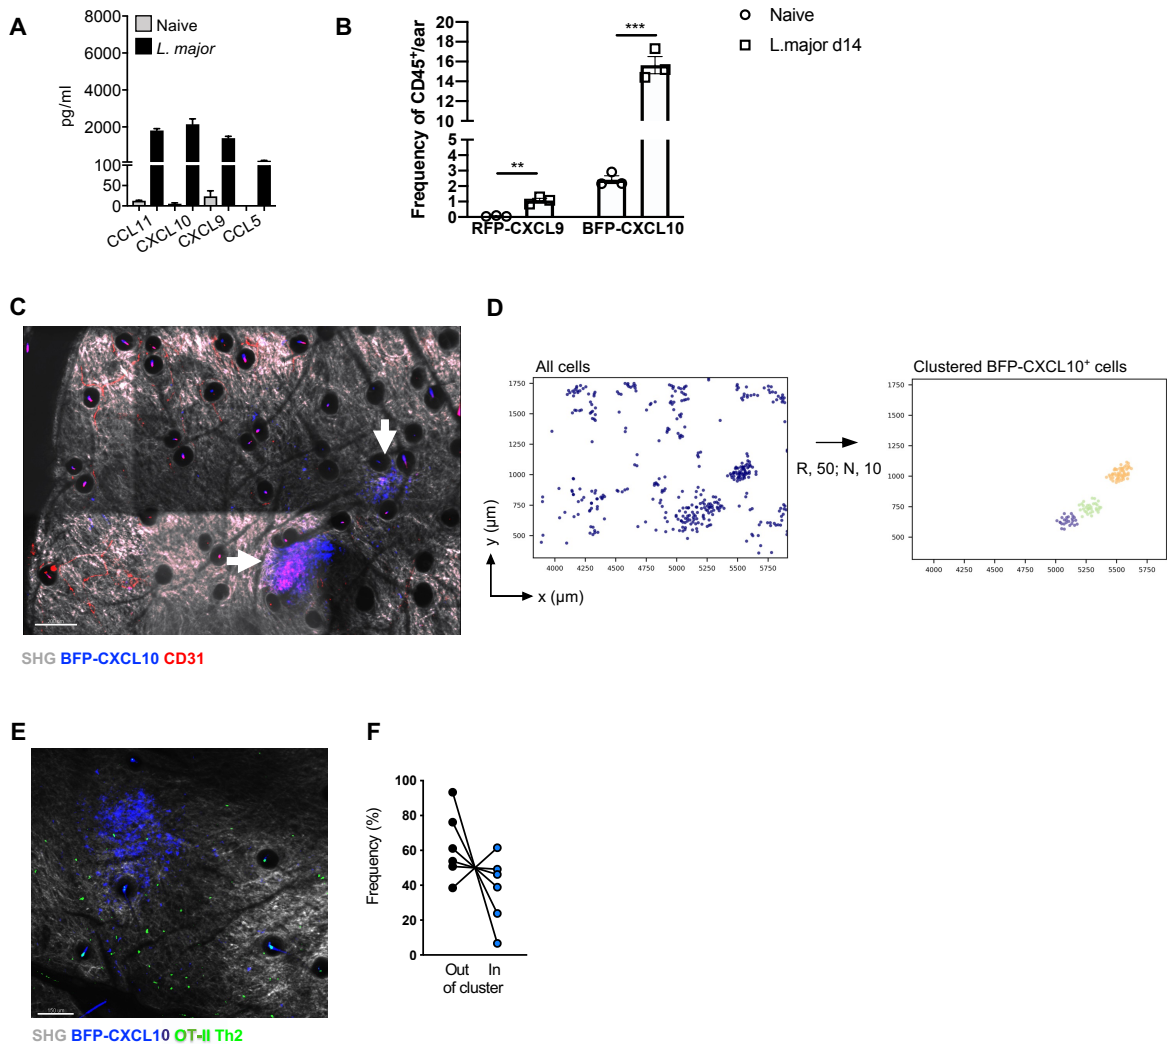 A
8000
6000
4000
2000
100
50
0
pg/ml
Naive
L. major
CCL11
CXCL10
CXCL9
CCL5
B
20
18
16
14
12
10
5
4
3
2
1
0
Frequency of CD45+/ear
**
***
RFP-CXCL9
BFP-CXCL10
Naive
L.major d14
C
SHG BFP-CXCL10 CD31
D
All cells
1750
1500
1250
1000
750
500
4000 4250 4500 4750 5000 5250 5500 5750
y (µm)
x (µm)
R, 50; N, 10
Clustered BFP-CXCL10+ cells
1750
1500
1250
1000
750
500
4000 4250 4500 4750 5000 5250 5500 5750
E
150 µm
SHG BFP-CXCL10 OT-II Th2
F
100
80
60
40
20
0
Frequency (%)
Out In
of cluster